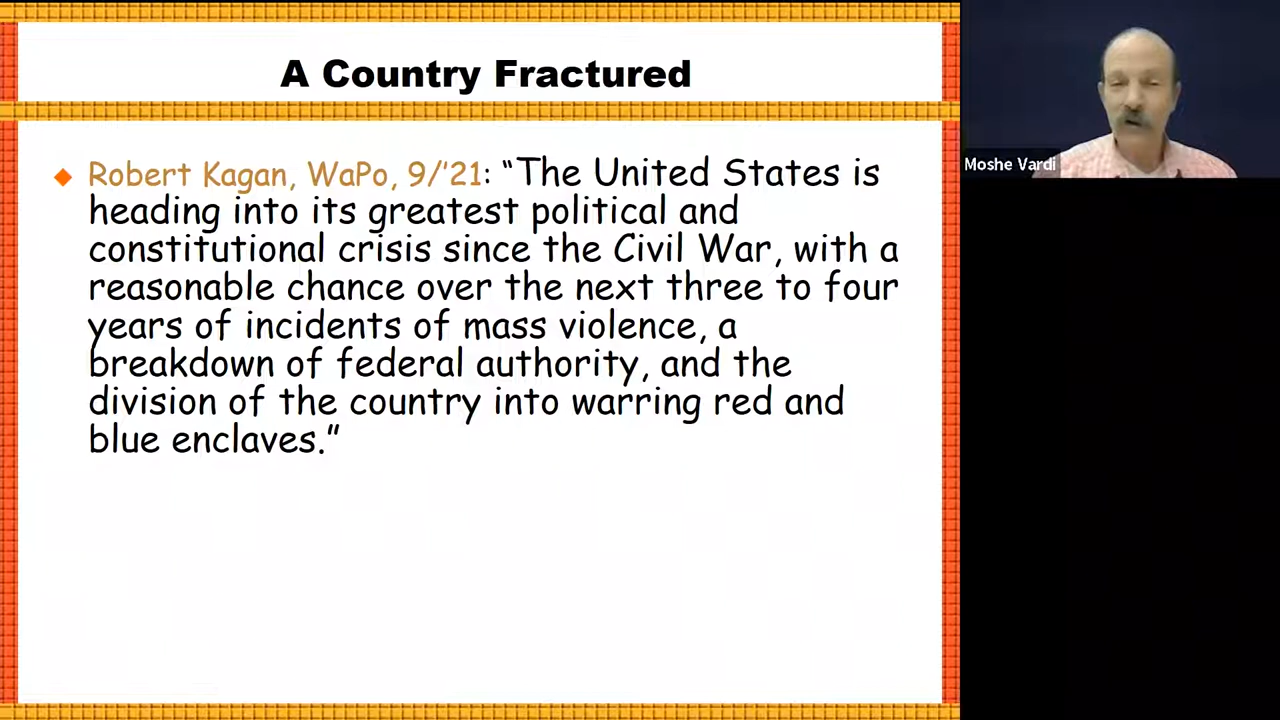 A Country Fractured
Robert Kagan, WaPo, 9/’21: “The United States is
heading into its greatest political and
constitutional crisis since the Civil War, with a
reasonable chance over the next three to four
years of incidents of mass violence, a
breakdown of federal authority, and the
division of the country into warring red and
blue enclaves.”
Moshe Vardi